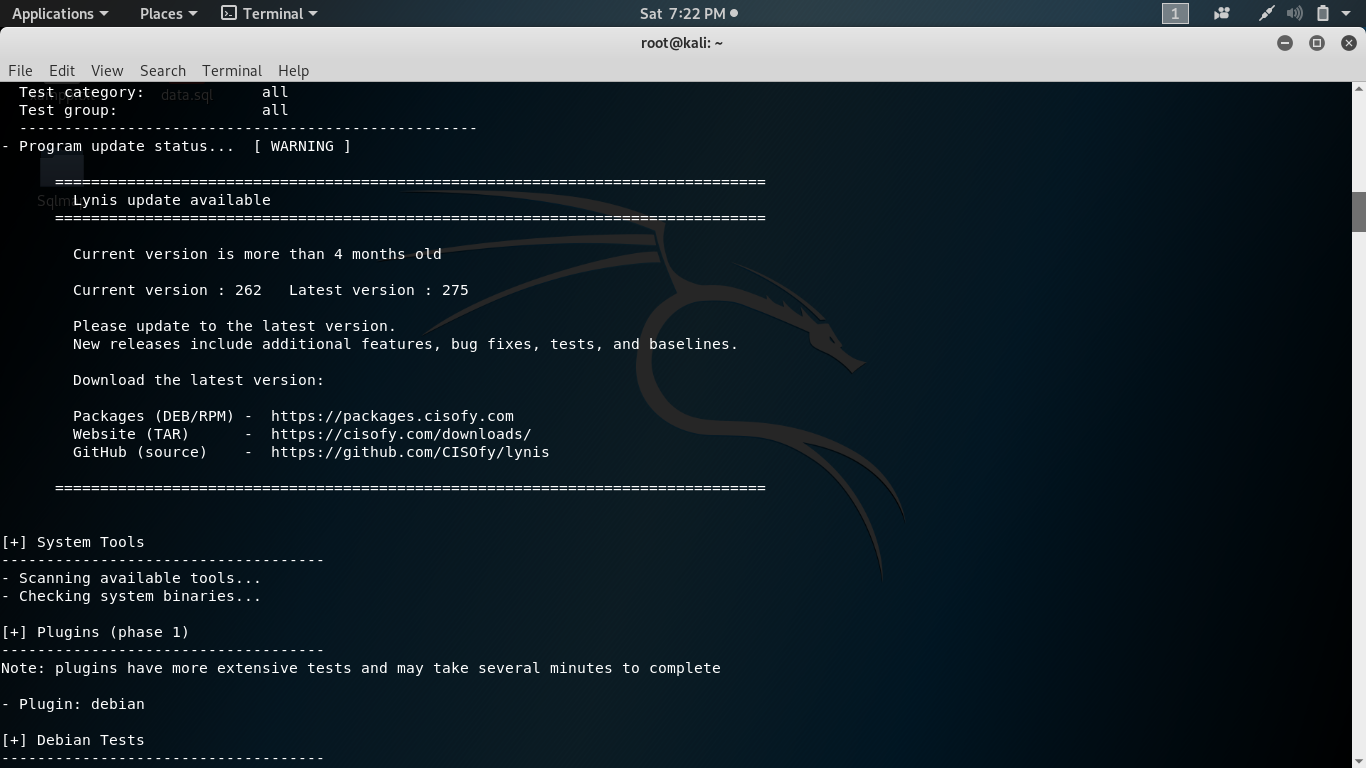 Applications Places Terminal Sat 7:22 PM 1
root@kali: ~
File Edit View Search Terminal Help
Test category: all
data.sql
Test group: all
---------------------------------------------------
- Program update status... [ WARNING ]
===============================================================================
Lynis update available
===============================================================================
Current version is more than 4 months old
Current version : 262 Latest version : 275
Please update to the latest version.
New releases include additional features, bug fixes, tests, and baselines.
Download the latest version:
Packages (DEB/RPM) - https://packages.cisofy.com
Website (TAR) - https://cisofy.com/downloads/
GitHub (source) - https://github.com/CISOfy/lynis
===============================================================================
[+] System Tools
------------------------------------
- Scanning available tools...
- Checking system binaries...
[+] Plugins (phase 1)
------------------------------------
Note: plugins have more extensive tests and may take several minutes to complete
- Plugin: debian
[+] Debian Tests
------------------------------------